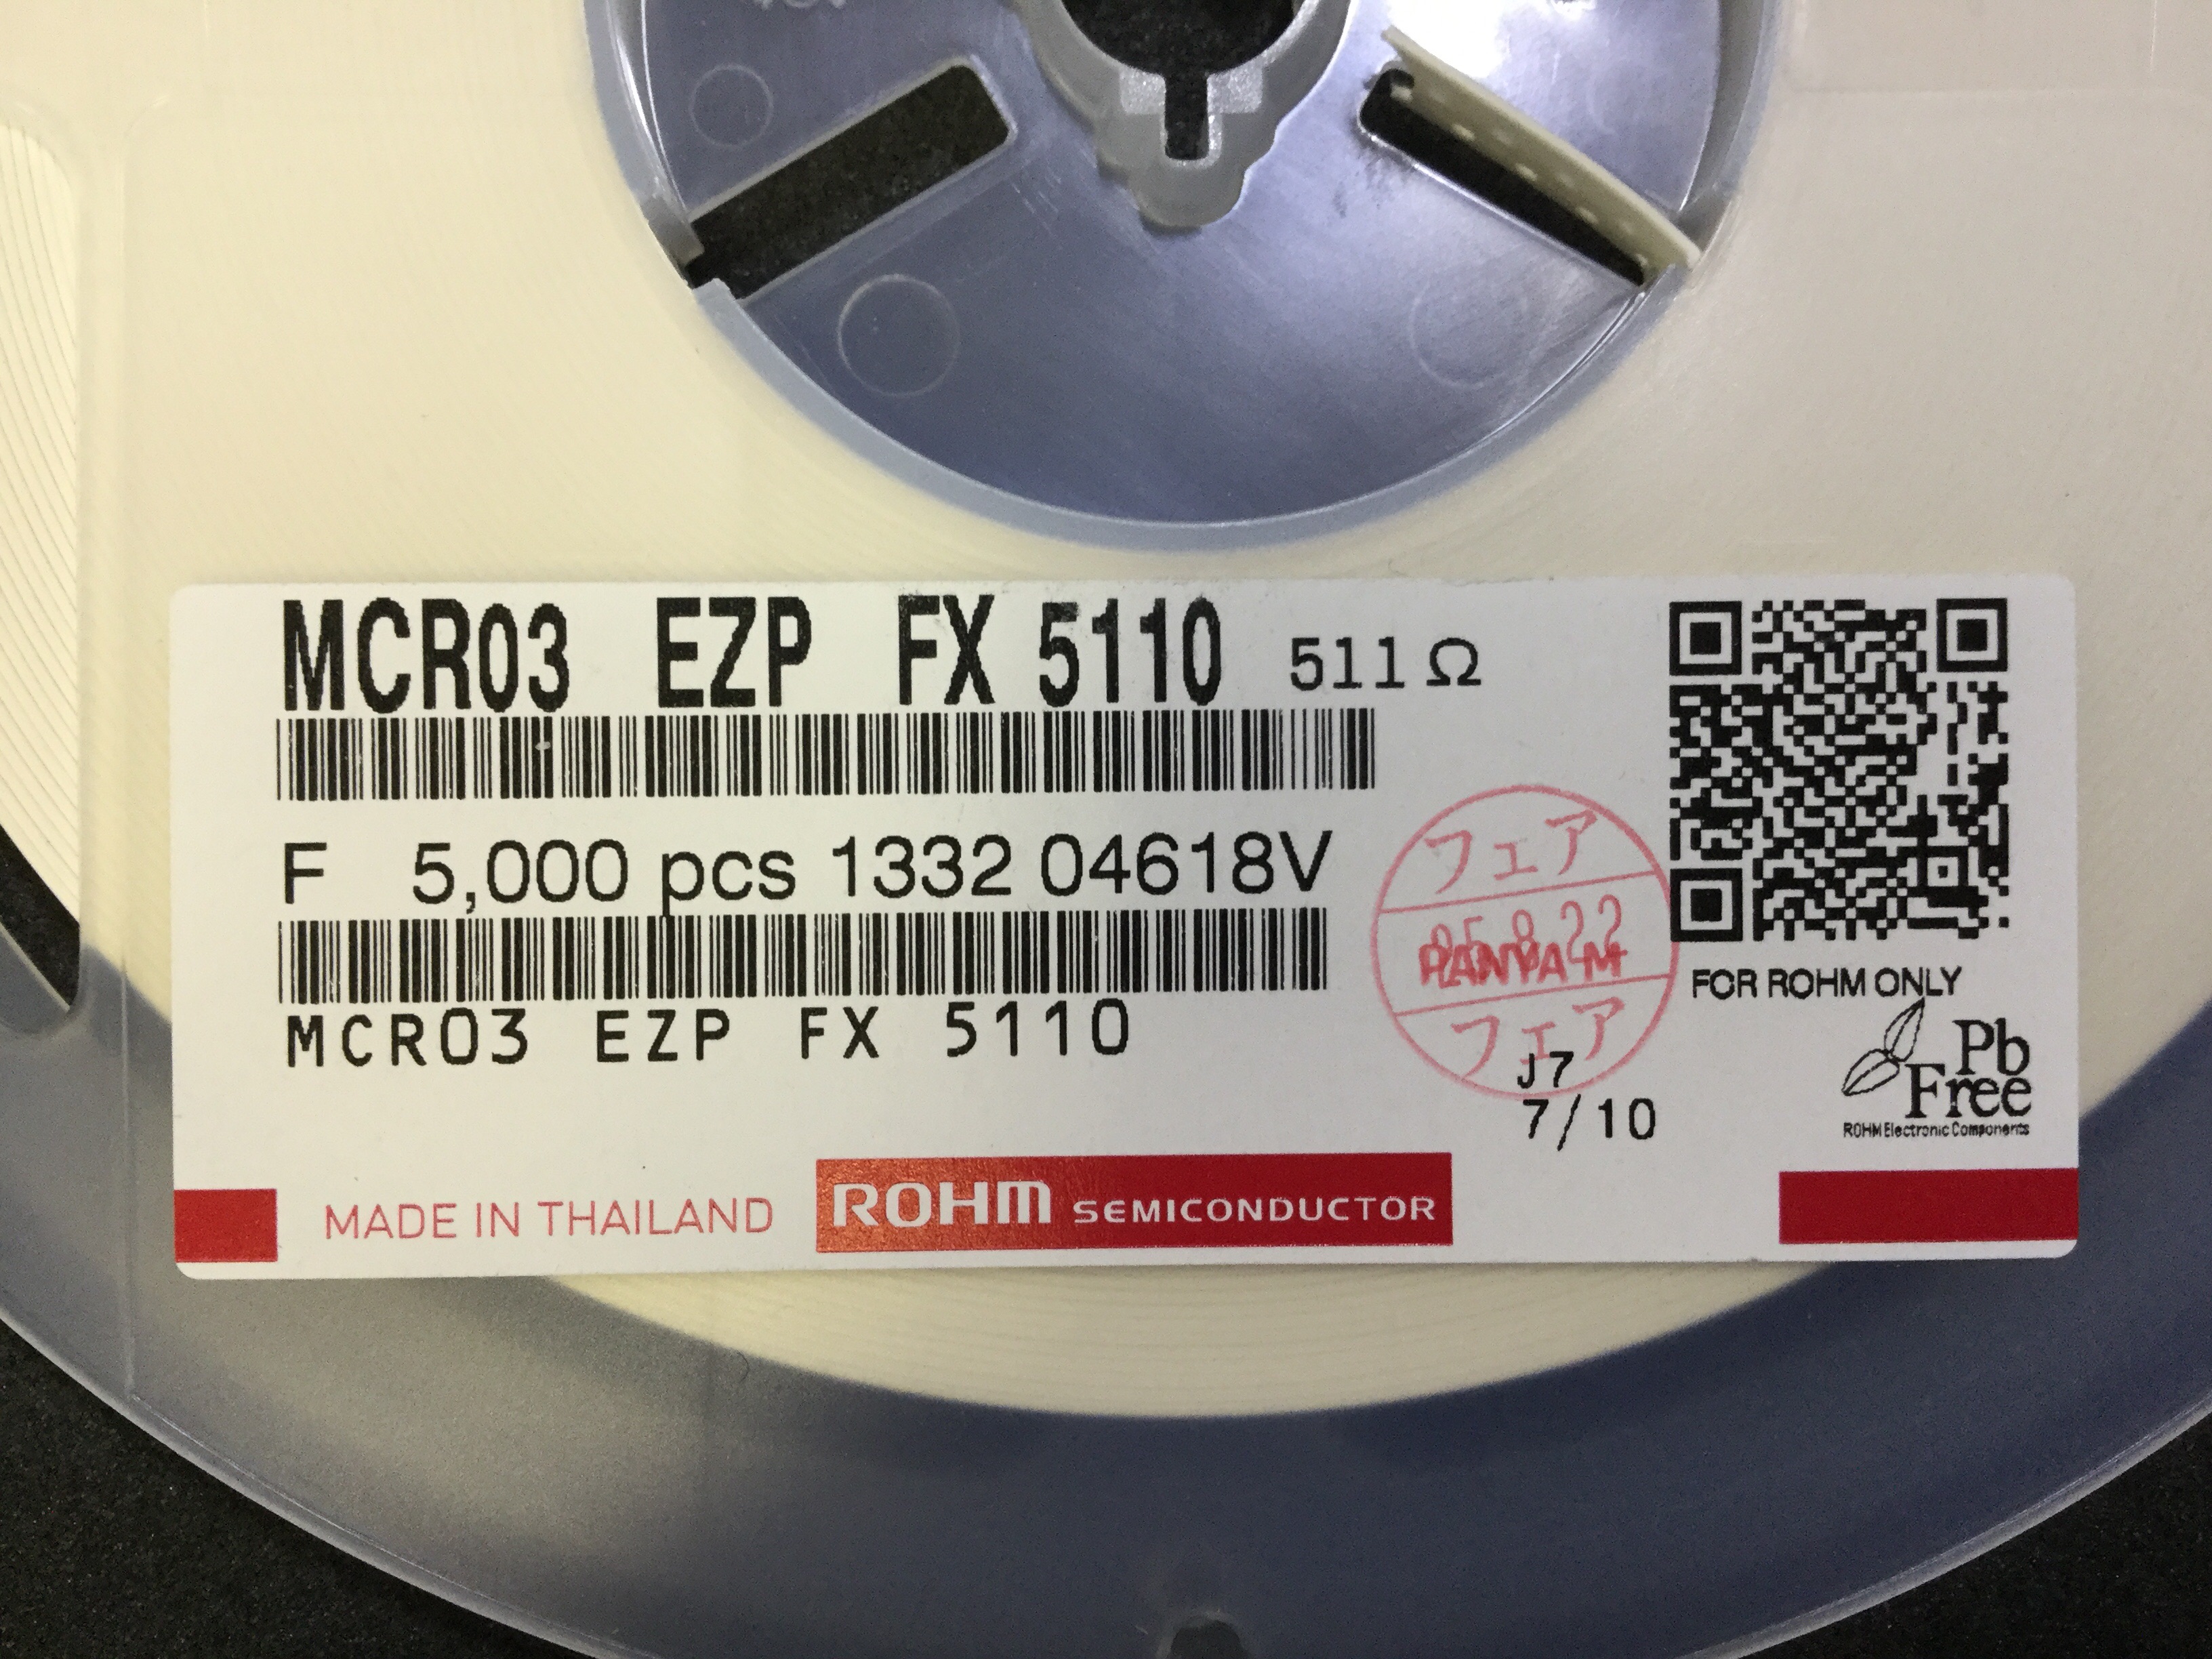 MCR03 EZP FX 5110 511Ω
F 5,000 pcs 1332 04618V
MCR03 EZP FX 5110
フェア
PANYA M
フェア
J7
7/10
FOR ROHM ONLY
Pb
Free
ROHM Electronic Components
MADE IN THAILAND
ROHM SEMICONDUCTOR